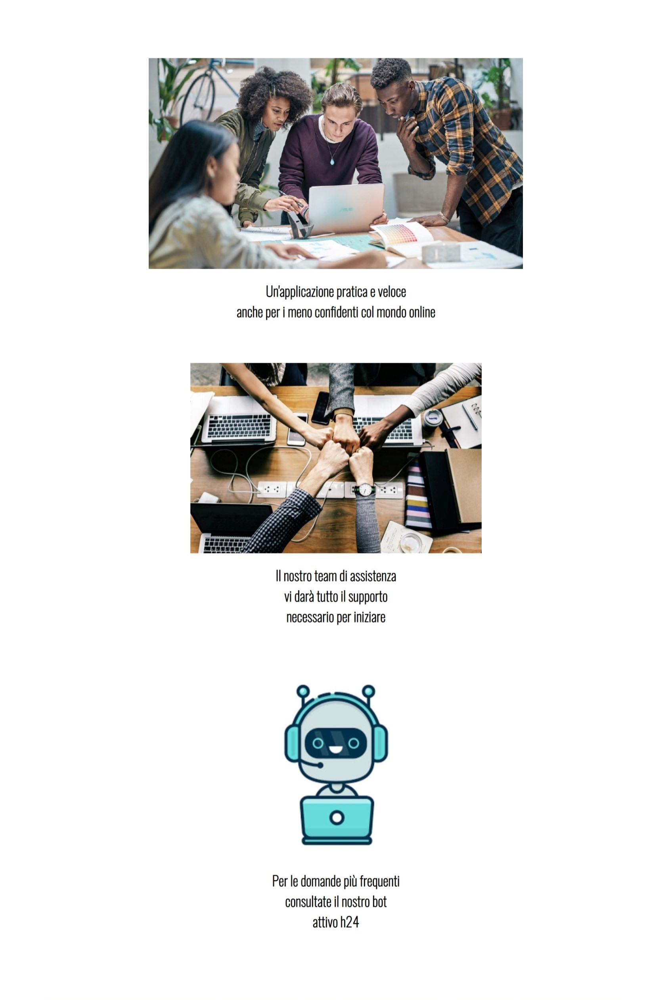 Un'applicazione pratica e veloce
anche per i meno confidenti col mondo online
Il nostro team di assistenza
vi darà tutto il supporto
necessario per iniziare
Per le domande più frequenti
consultate il nostro bot
attivo h24